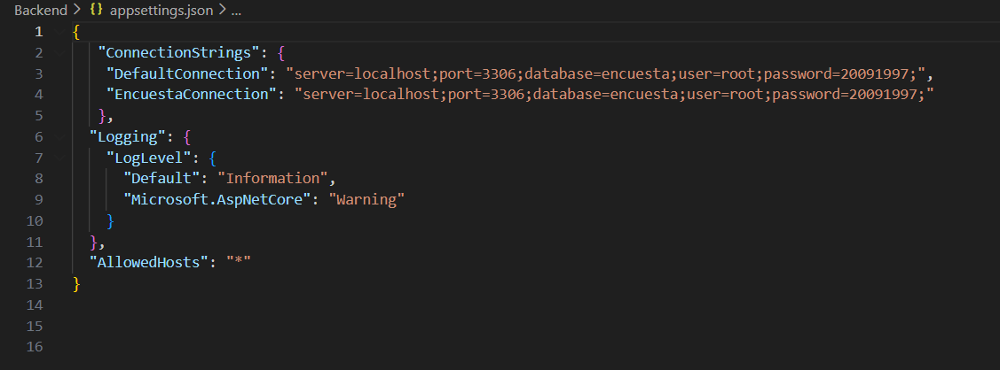 Backend > {} appsettings.json > ...
1 {
2 "ConnectionStrings": {
3 "DefaultConnection": "server=localhost;port=3306;database=encuesta;user=root;password=20091997;",
4 "EncuestaConnection": "server=localhost;port=3306;database=encuesta;user=root;password=20091997;"
5 },
6 "Logging": {
7 "LogLevel": {
8 "Default": "Information",
9 "Microsoft.AspNetCore": "Warning"
10 }
11 },
12 "AllowedHosts": "*"
13 }
14
15
16